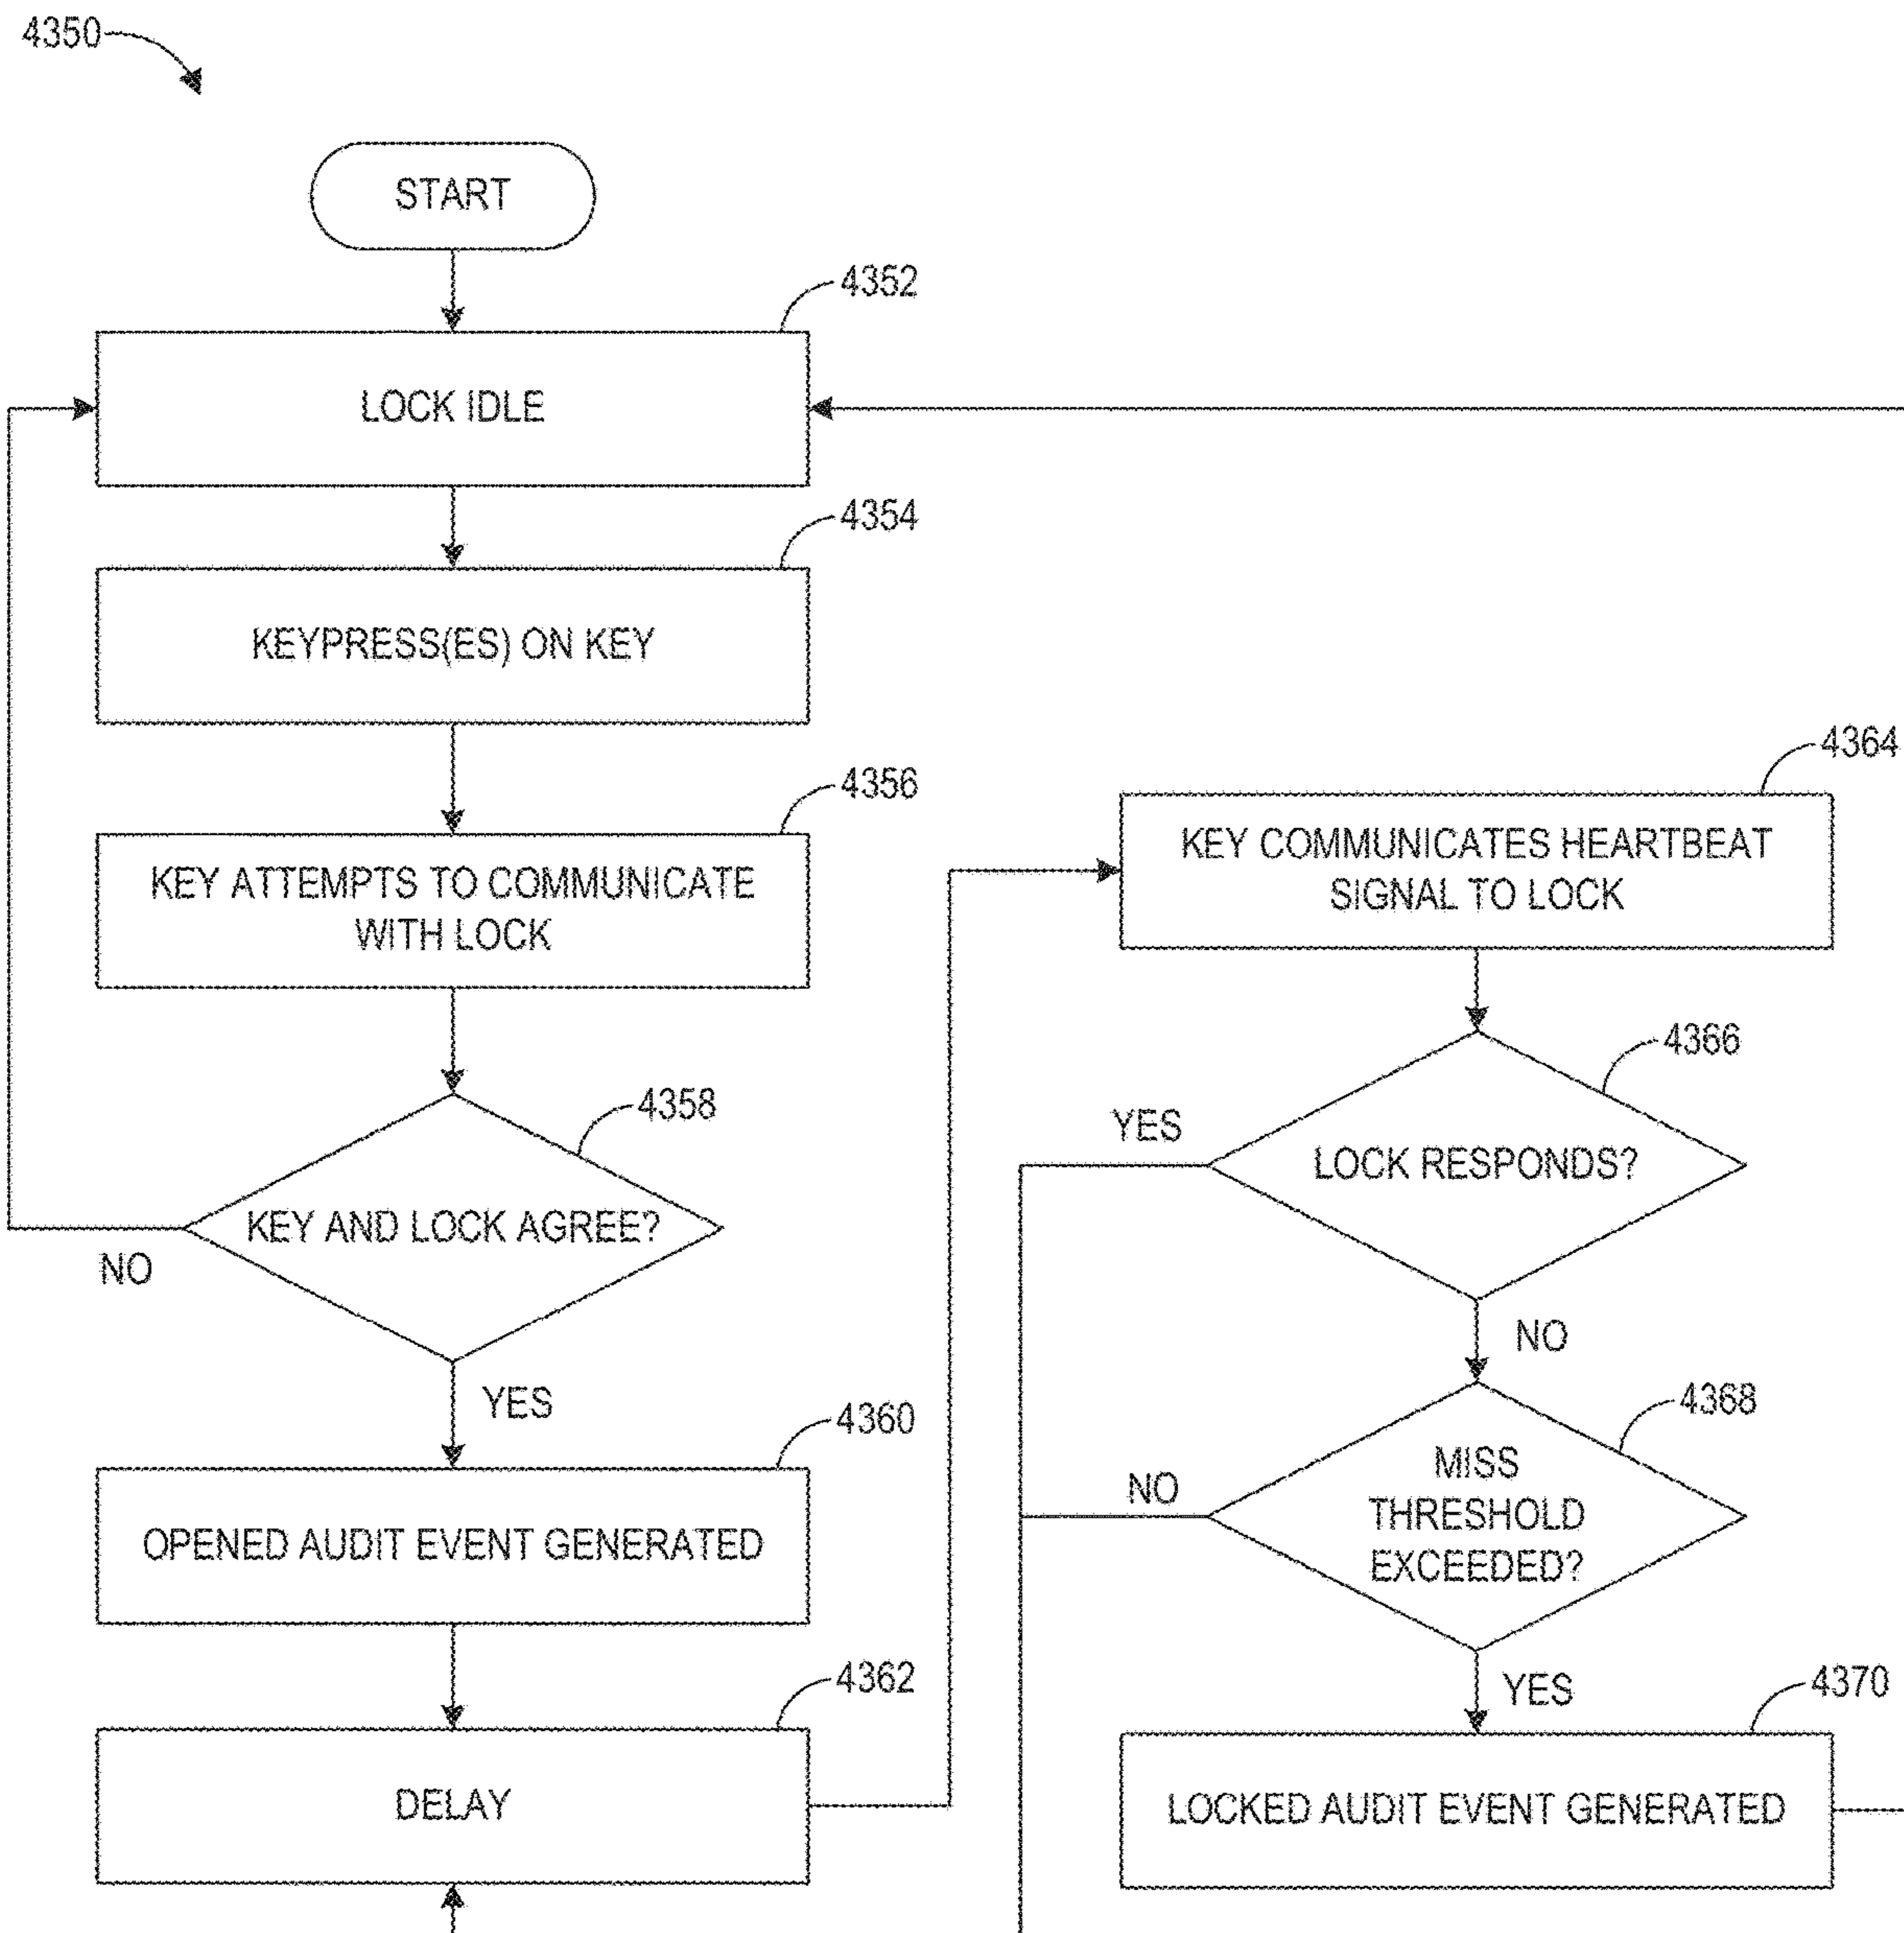 4350
START
4352
LOCK IDLE
4354
KEYPRESS(ES) ON KEY
4356
KEY ATTEMPTS TO COMMUNICATE
WITH LOCK
4358
KEY AND LOCK AGREE?
NO
YES
4360
OPENED AUDIT EVENT GENERATED
4362
DELAY
4364
KEY COMMUNICATES HEARTBEAT
SIGNAL TO LOCK
4366
YES
LOCK RESPONDS?
NO
4368
NO
MISS
THRESHOLD
EXCEEDED?
YES
4370
LOCKED AUDIT EVENT GENERATED